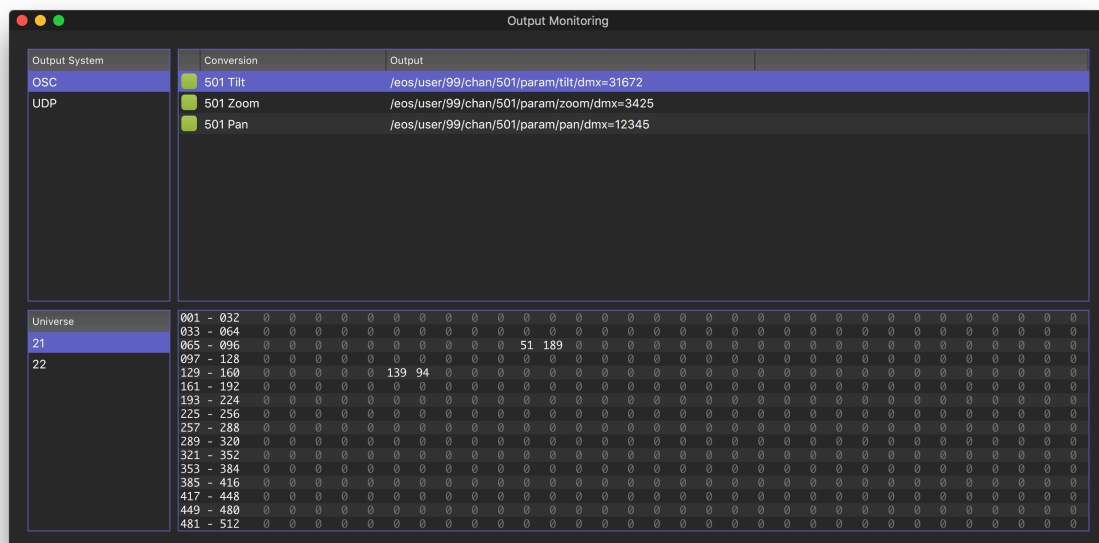 Output Monitoring
Output System
OSC
UDP
Conversion Output
501 Tilt /eos/user/99/chan/501/param/tilt/dmx=31672
501 Zoom /eos/user/99/chan/501/param/zoom/dmx=3425
501 Pan /eos/user/99/chan/501/param/pan/dmx=12345
Universe
21
22
001 - 032 0 0 0 0 0 0 0 0 0 0 0 0 0 0 0 0 0 0 0 0 0 0 0 0 0 0 0 0 0 0 0 0
033 - 064 0 0 0 0 0 0 0 0 0 0 0 0 0 0 0 0 0 0 0 0 0 0 0 0 0 0 0 0 0 0 0 0
065 - 096 0 0 0 0 0 0 0 0 0 0 51 189 0 0 0 0 0 0 0 0 0 0 0 0 0 0 0 0 0 0 0 0
097 - 128 0 0 0 0 0 0 0 0 0 0 0 0 0 0 0 0 0 0 0 0 0 0 0 0 0 0 0 0 0 0 0 0
129 - 160 0 0 0 0 0 139 94 0 0 0 0 0 0 0 0 0 0 0 0 0 0 0 0 0 0 0 0 0 0 0 0 0
161 - 192 0 0 0 0 0 0 0 0 0 0 0 0 0 0 0 0 0 0 0 0 0 0 0 0 0 0 0 0 0 0 0 0
193 - 224 0 0 0 0 0 0 0 0 0 0 0 0 0 0 0 0 0 0 0 0 0 0 0 0 0 0 0 0 0 0 0 0
225 - 256 0 0 0 0 0 0 0 0 0 0 0 0 0 0 0 0 0 0 0 0 0 0 0 0 0 0 0 0 0 0 0 0
257 - 288 0 0 0 0 0 0 0 0 0 0 0 0 0 0 0 0 0 0 0 0 0 0 0 0 0 0 0 0 0 0 0 0
289 - 320 0 0 0 0 0 0 0 0 0 0 0 0 0 0 0 0 0 0 0 0 0 0 0 0 0 0 0 0 0 0 0 0
321 - 352 0 0 0 0 0 0 0 0 0 0 0 0 0 0 0 0 0 0 0 0 0 0 0 0 0 0 0 0 0 0 0 0
353 - 384 0 0 0 0 0 0 0 0 0 0 0 0 0 0 0 0 0 0 0 0 0 0 0 0 0 0 0 0 0 0 0 0
385 - 416 0 0 0 0 0 0 0 0 0 0 0 0 0 0 0 0 0 0 0 0 0 0 0 0 0 0 0 0 0 0 0 0
417 - 448 0 0 0 0 0 0 0 0 0 0 0 0 0 0 0 0 0 0 0 0 0 0 0 0 0 0 0 0 0 0 0 0
449 - 480 0 0 0 0 0 0 0 0 0 0 0 0 0 0 0 0 0 0 0 0 0 0 0 0 0 0 0 0 0 0 0 0
481 - 512 0 0 0 0 0 0 0 0 0 0 0 0 0 0 0 0 0 0 0 0 0 0 0 0 0 0 0 0 0 0 0 0